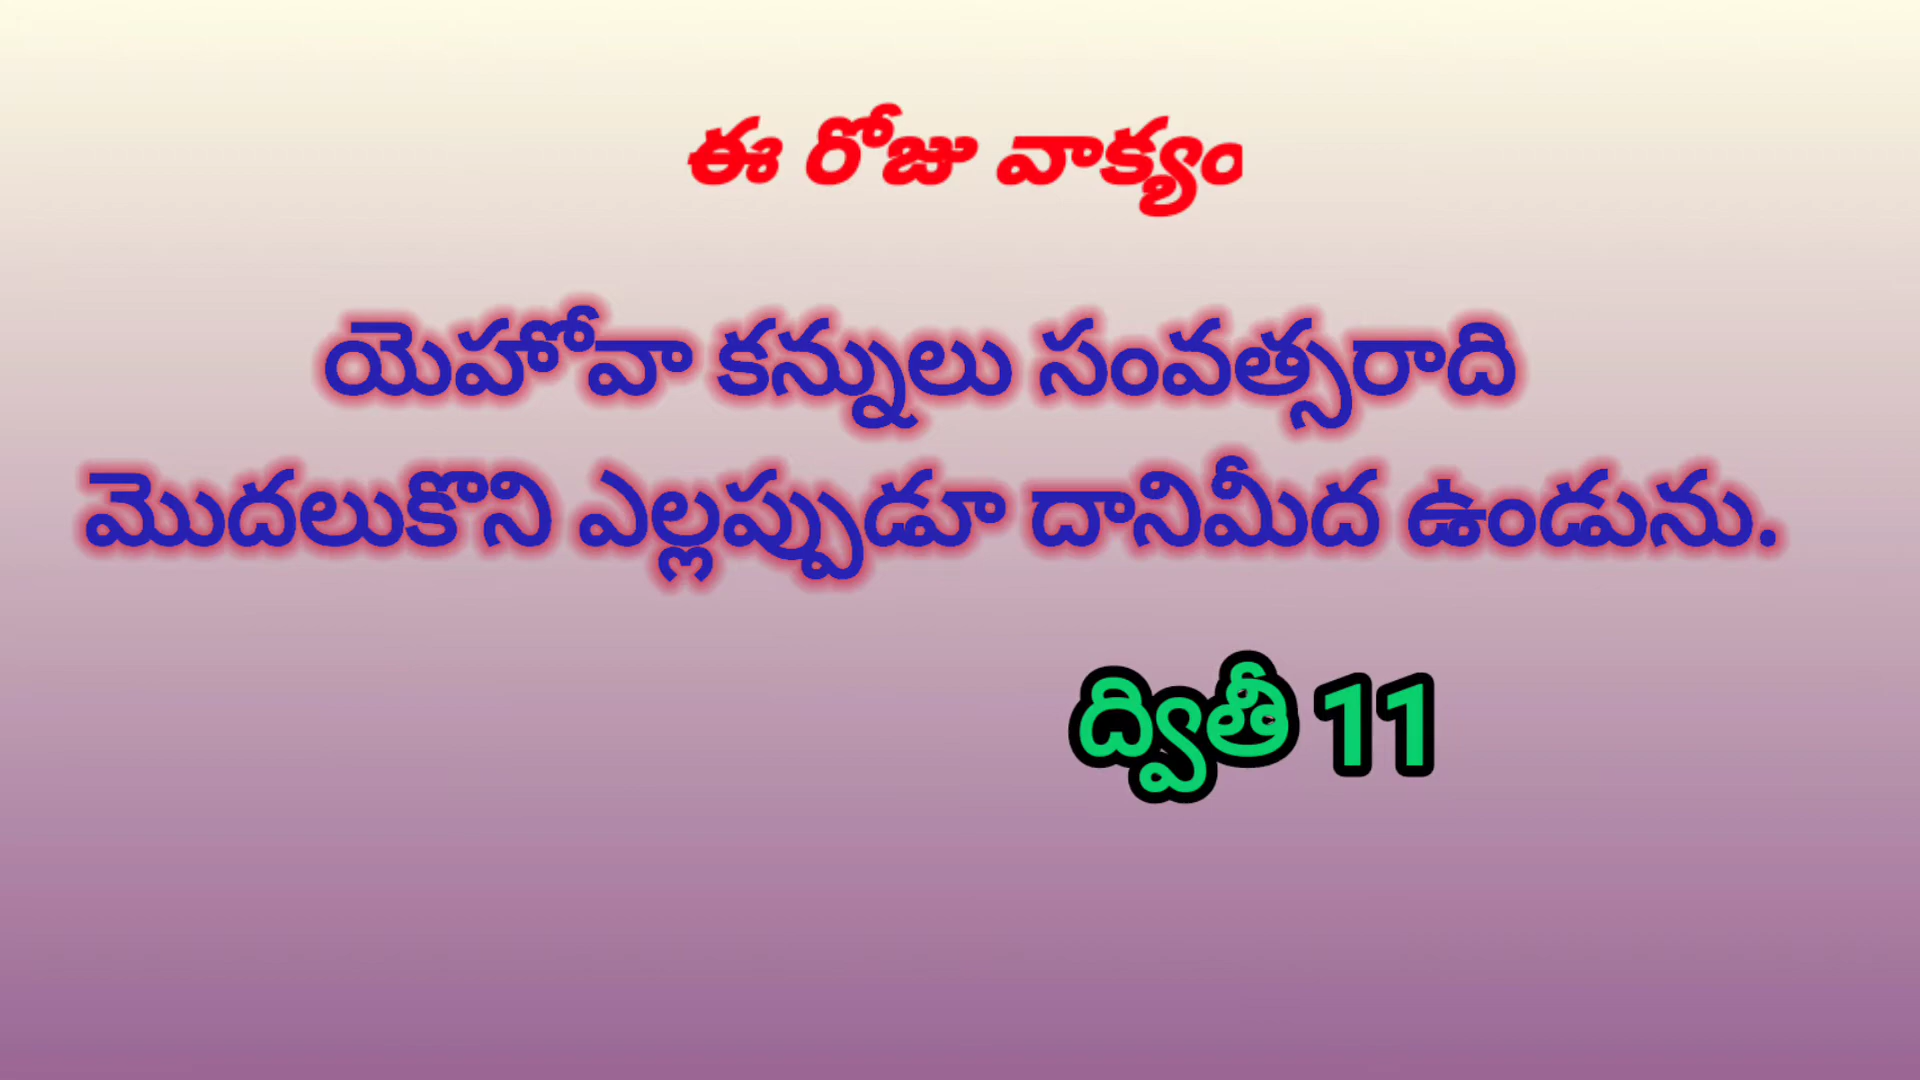 ఈ రోజు వాక్యం
యెహోవా కన్నులు సంవత్సరాది
మొదలుకొని ఎల్లప్పుడూ దానిమీద ఉండును.
ద్వితీ 11